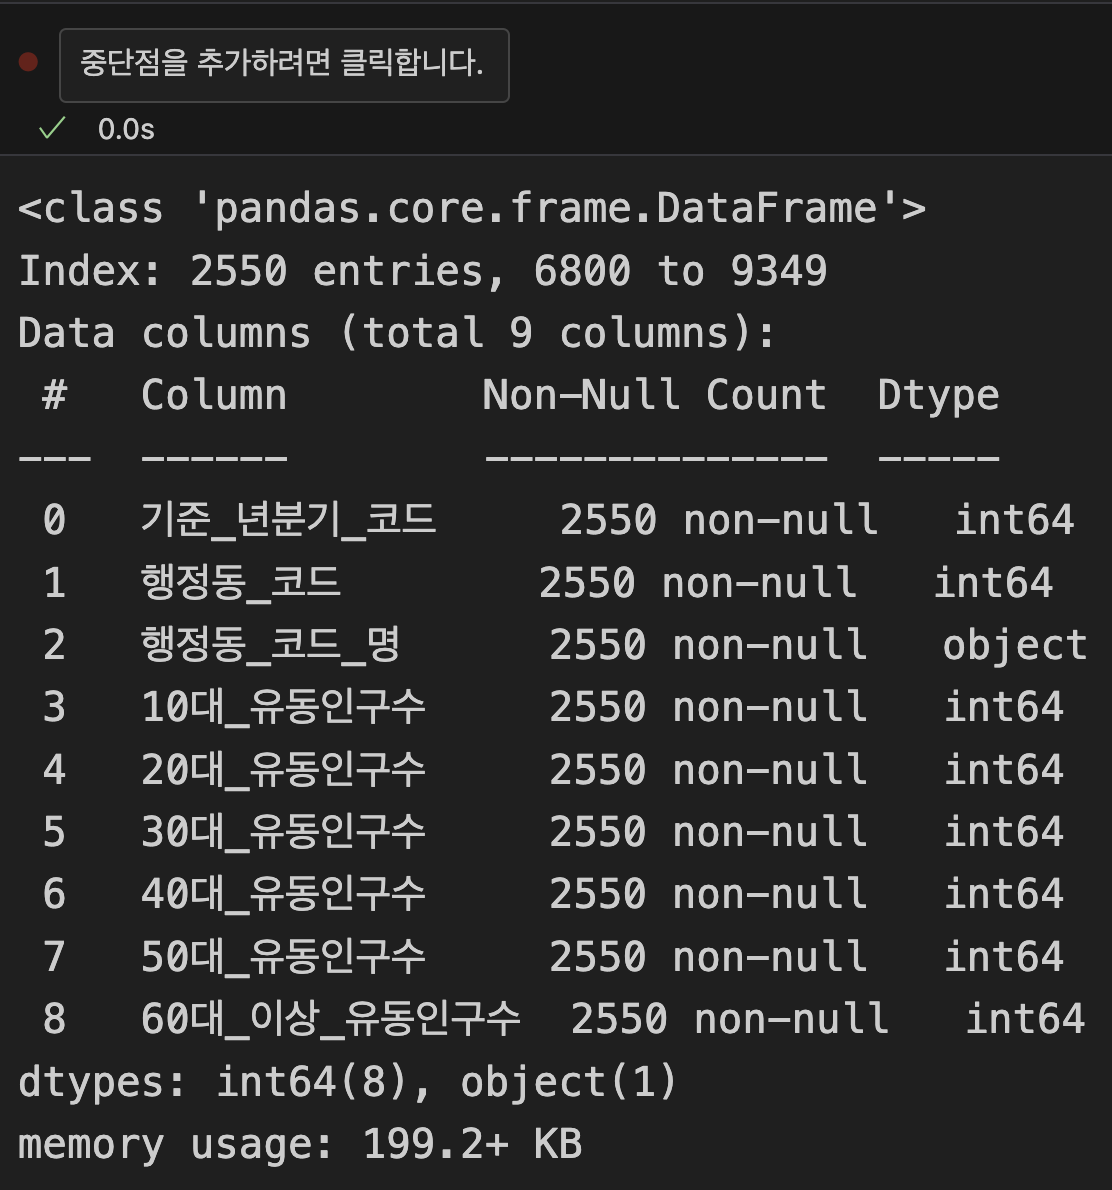 중단점을 추가하려면 클릭합니다.
0.0s
<class 'pandas.core.frame.DataFrame'>
Index: 2550 entries, 6800 to 9349
Data columns (total 9 columns):
 #   Column        Non-Null Count  Dtype
---  ------        --------------  -----
 0   기준_년분기_코드     2550 non-null   int64
 1   행정동_코드        2550 non-null   int64
 2   행정동_코드_명      2550 non-null   object
 3   10대_유동인구수     2550 non-null   int64
 4   20대_유동인구수     2550 non-null   int64
 5   30대_유동인구수     2550 non-null   int64
 6   40대_유동인구수     2550 non-null   int64
 7   50대_유동인구수     2550 non-null   int64
 8   60대_이상_유동인구수  2550 non-null   int64
dtypes: int64(8), object(1)
memory usage: 199.2+ KB